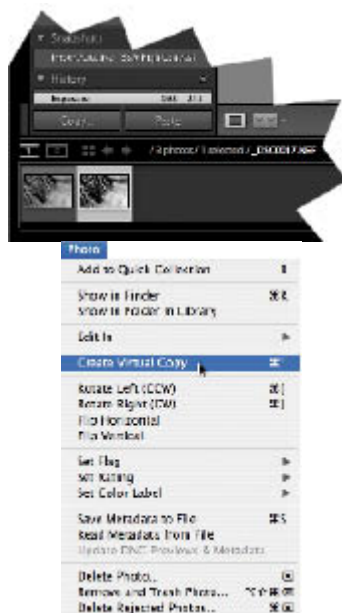 Snapshots
History
Copy...
Paste
Photo
Add to Quick Collection
Show in Finder ⌘R
Show in Folder in Library
Edit In
Create Virtual Copy ⌘'
Rotate Left (CCW) ⌘[
Rotate Right (CW) ⌘]
Flip Horizontal
Flip Vertical
Set Flag
Set Rating
Set Color Label
Save Metadata to File ⌘S
Read Metadata from File
Update DNG Previews & Metadata
Delete Photo...
Remove and Trash Photo...
Delete Rejected Photos...